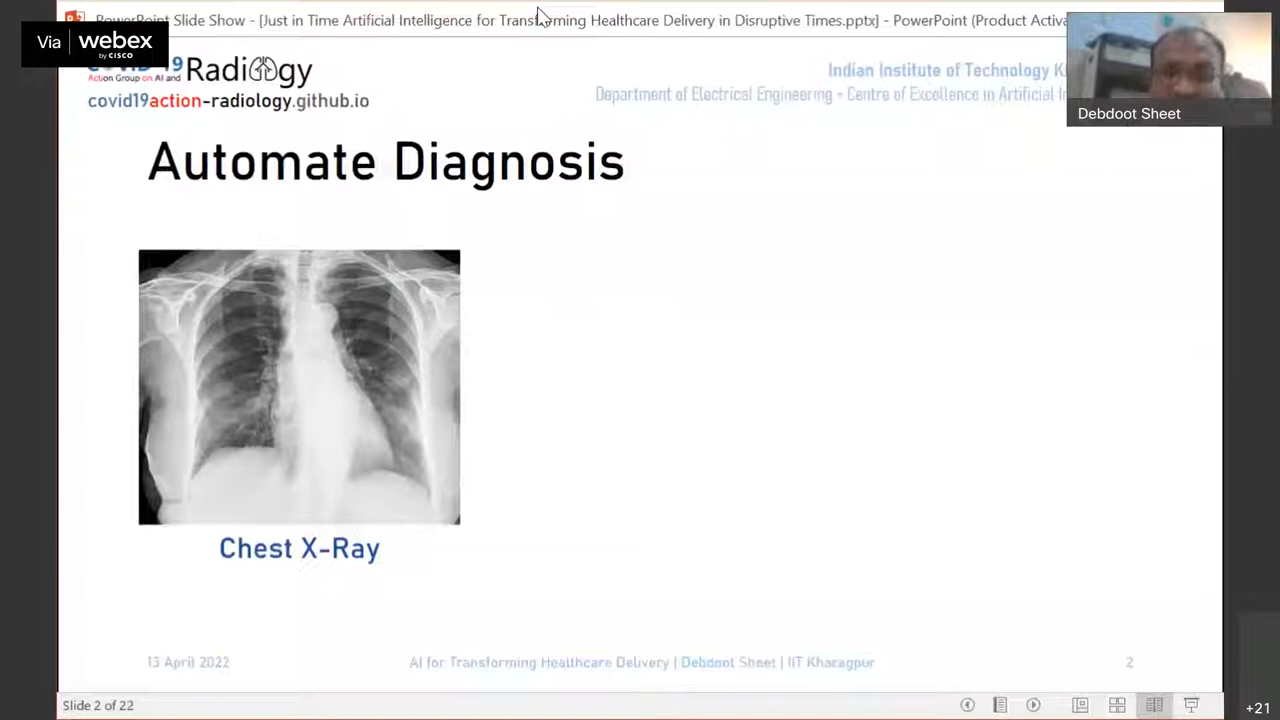 PowerPoint Slide Show - [Just in Time Artificial Intelligence for Transforming Healthcare Delivery in Disruptive Times.pptx] - PowerPoint (Product Activa
Via webex
by CISCO
Action Group on AI and Radiology
covid19action-radiology.github.io
Indian Institute of Technology
Department of Electrical Engineering - Centre of Excellence in Artificial
Debdoot Sheet
Automate Diagnosis
Chest X-Ray
13 April 2022
AI for Transforming Healthcare Delivery | Debdoot Sheet | IIT Kharagpur
2
Slide 2 of 22
+21